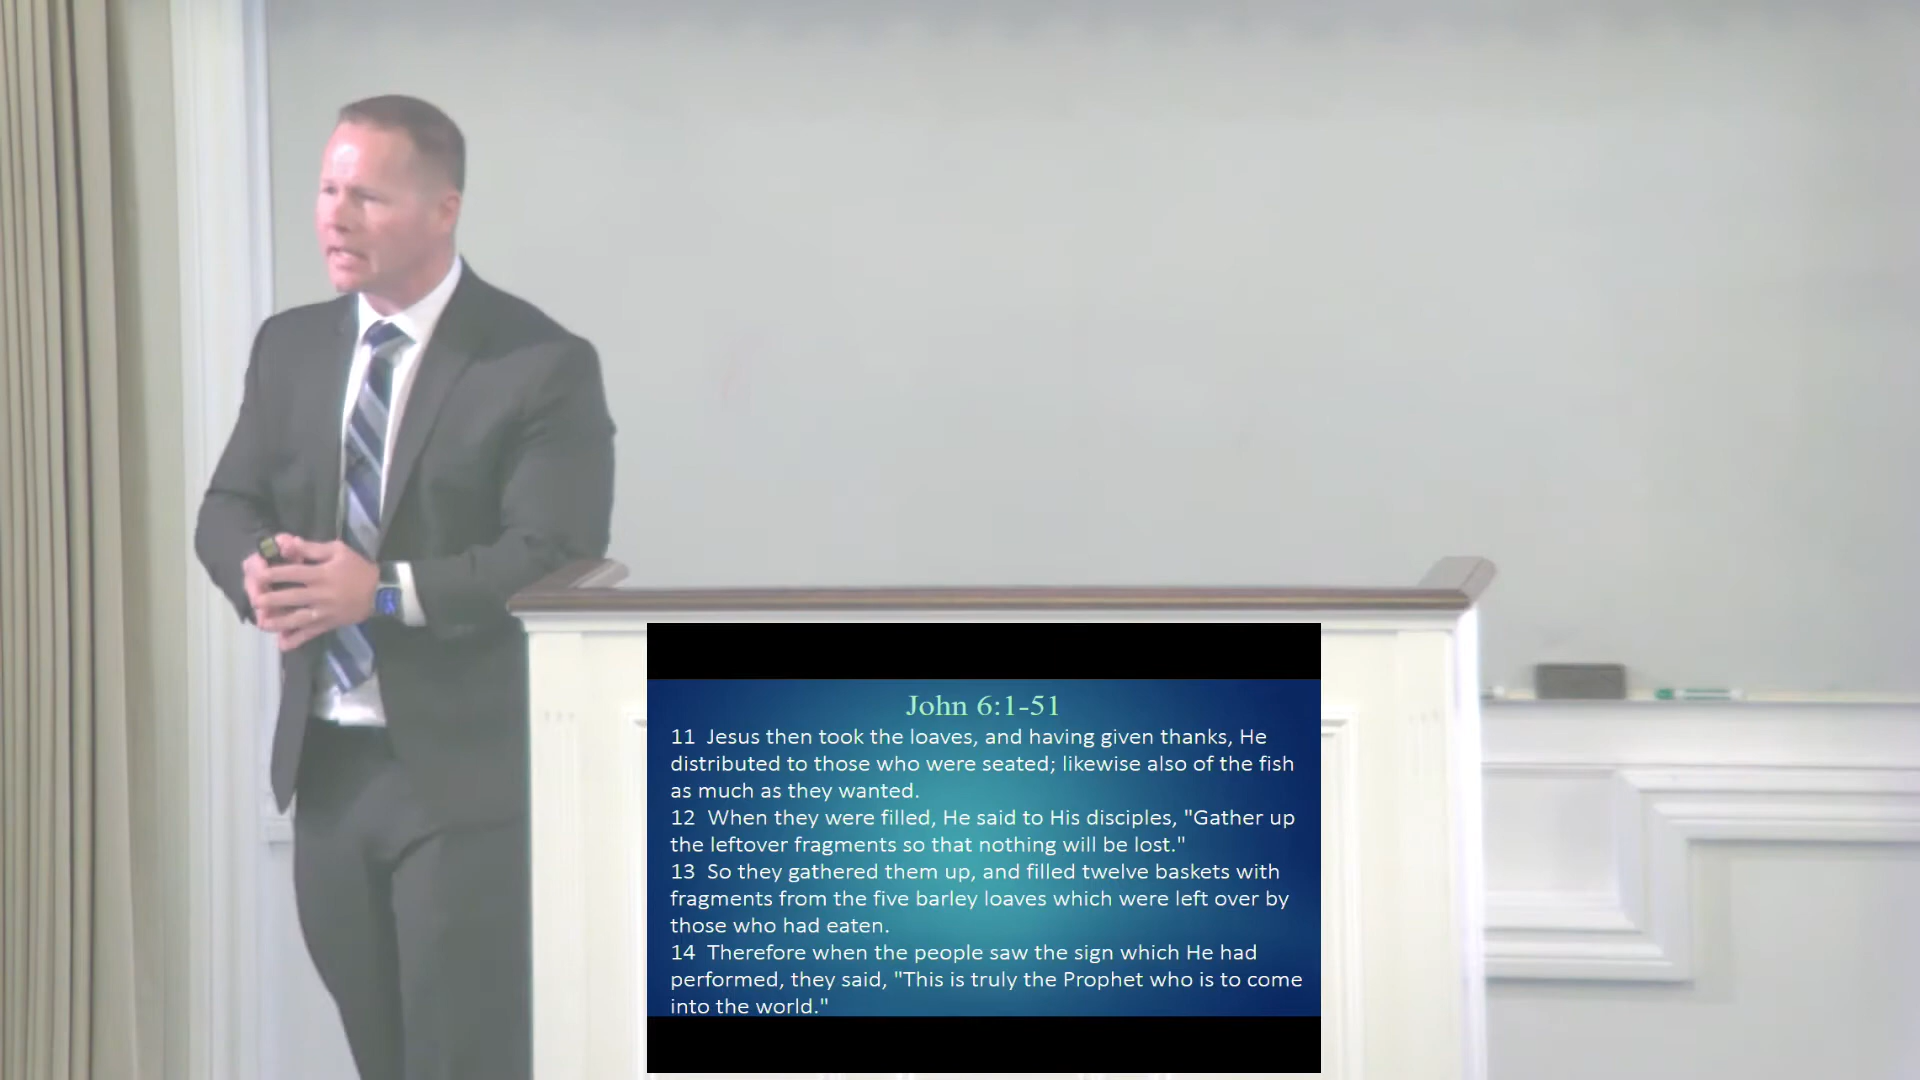 John 6:1-51
11 Jesus then took the loaves, and having given thanks, He
distributed to those who were seated; likewise also of the fish
as much as they wanted.
12 When they were filled, He said to His disciples, "Gather up
the leftover fragments so that nothing will be lost."
13 So they gathered them up, and filled twelve baskets with
fragments from the five barley loaves which were left over by
those who had eaten.
14 Therefore when the people saw the sign which He had
performed, they said, "This is truly the Prophet who is to come
into the world."